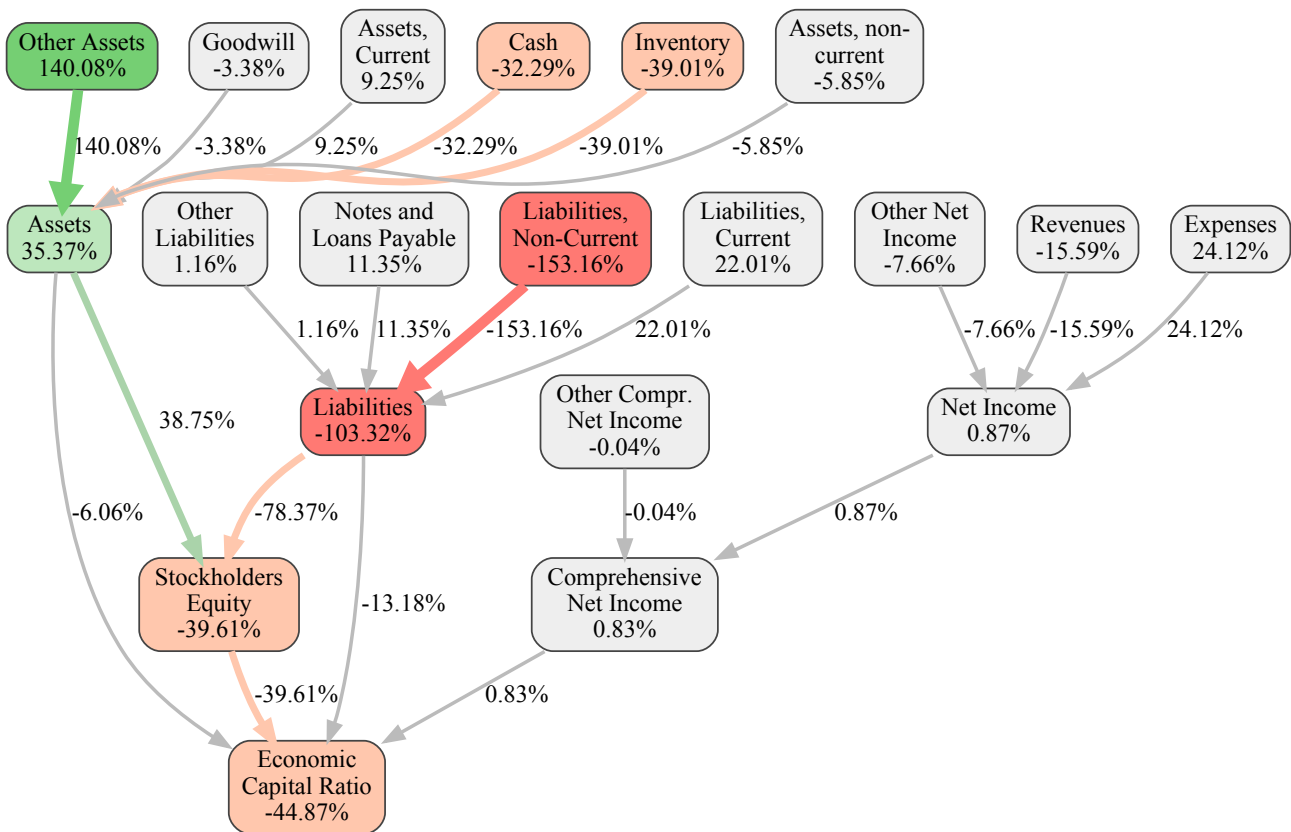 Other Assets
140.08%
Goodwill
-3.38%
Assets,
Current
9.25%
Cash
-32.29%
Inventory
-39.01%
Assets, non-
current
-5.85%
140.08%
-3.38%
9.25%
-32.29%
-39.01%
-5.85%
Assets
35.37%
Other
Liabilities
1.16%
Notes and
Loans Payable
11.35%
Liabilities,
Non-Current
-153.16%
Liabilities,
Current
22.01%
Other Net
Income
-7.66%
Revenues
-15.59%
Expenses
24.12%
1.16%
11.35%
-153.16%
22.01%
-7.66%
-15.59%
24.12%
38.75%
Liabilities
-103.32%
Other Compr.
Net Income
-0.04%
Net Income
0.87%
-6.06%
-78.37%
-0.04%
0.87%
Stockholders
Equity
-39.61%
-13.18%
Comprehensive
Net Income
0.83%
-39.61%
0.83%
Economic
Capital Ratio
-44.87%